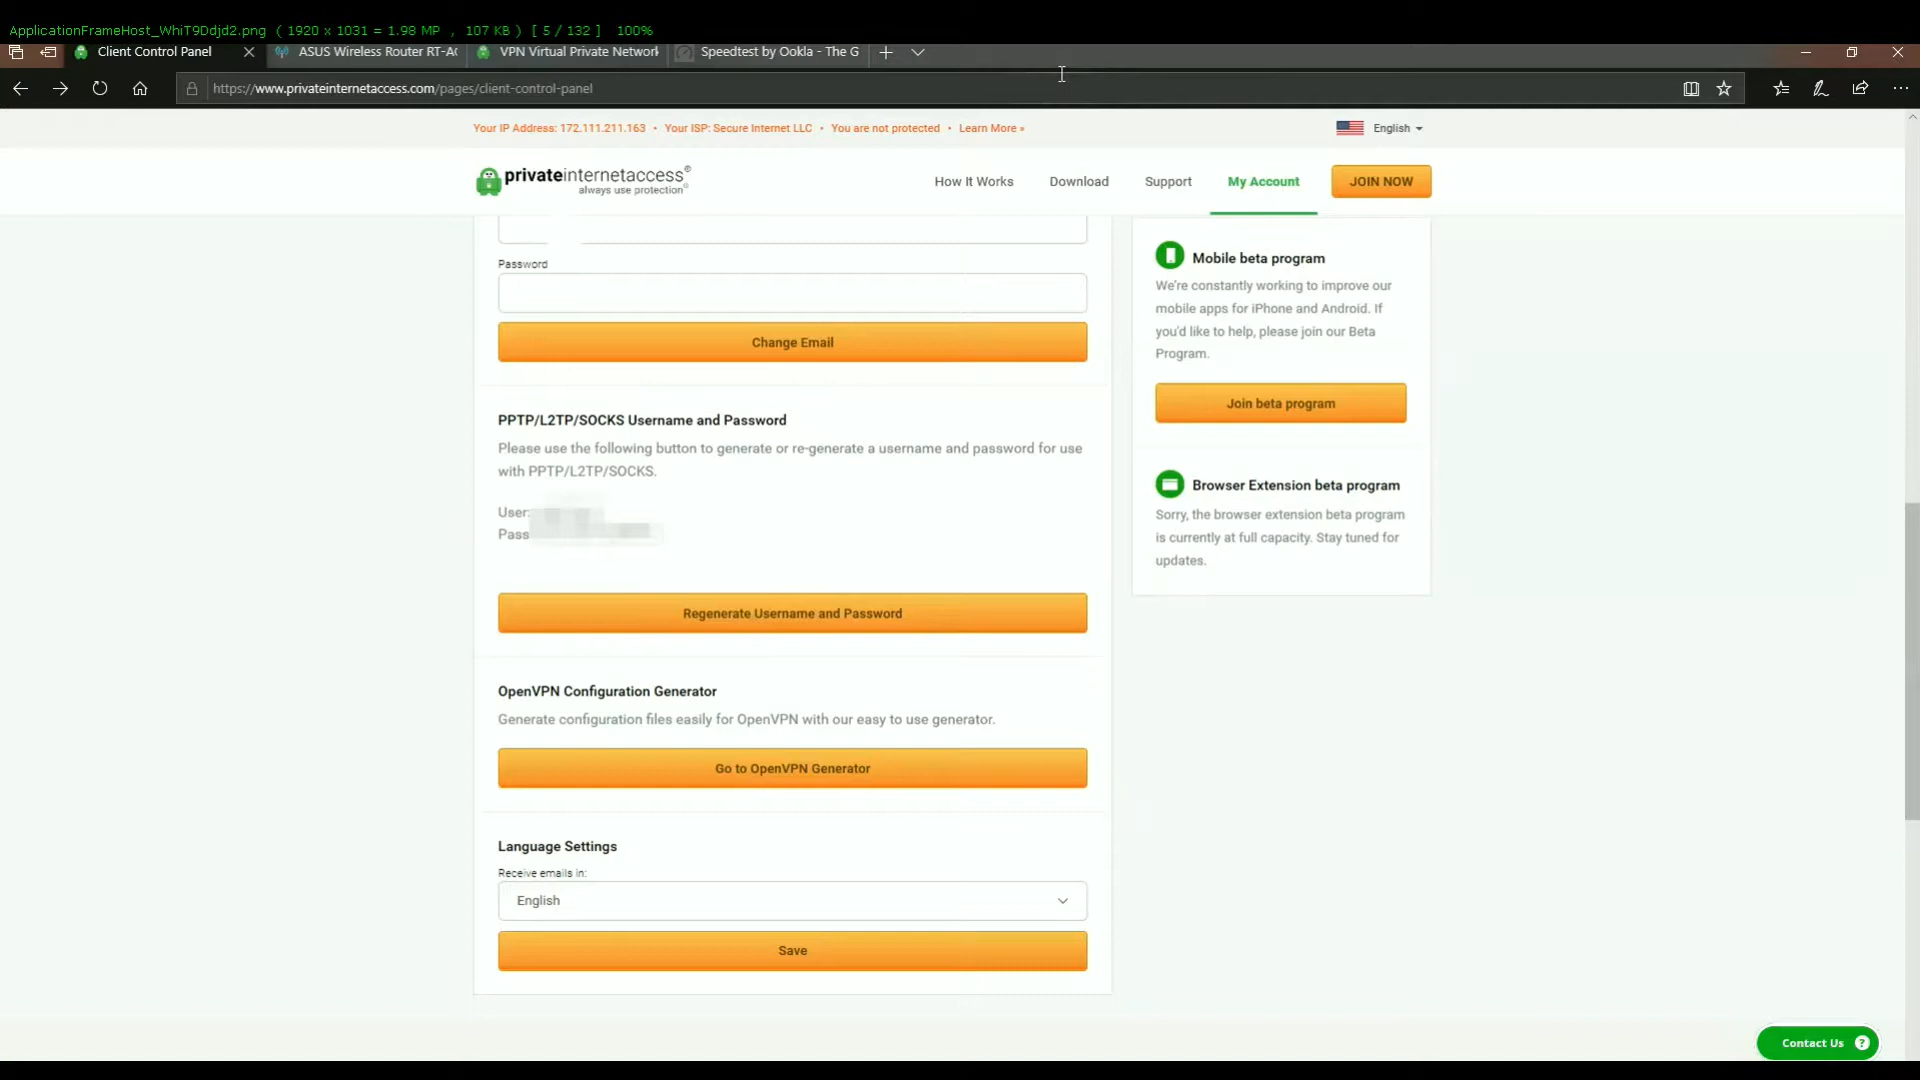 ApplicationFrameHost_WhiT9Ddjd2.png ( 1920 x 1031 = 1.98 MP , 107 KB ) [ 5 / 132 ] 100%
Client Control Panel
ASUS Wireless Router RT-AC
VPN Virtual Private Network
Speedtest by Ookla - The G
https://www.privateinternetaccess.com/pages/client-control-panel
Your IP Address: 172.111.211.163 • Your ISP: Secure Internet LLC • You are not protected • Learn More »
English
privateinternetaccess®
always use protection®
How It Works
Download
Support
My Account
JOIN NOW
Password
Change Email
PPTP/L2TP/SOCKS Username and Password
Please use the following button to generate or re-generate a username and password for use
with PPTP/L2TP/SOCKS.
User:
Pass
Regenerate Username and Password
OpenVPN Configuration Generator
Generate configuration files easily for OpenVPN with our easy to use generator.
Go to OpenVPN Generator
Language Settings
Receive emails in:
English
Save
Mobile beta program
We're constantly working to improve our
mobile apps for iPhone and Android. If
you'd like to help, please join our Beta
Program.
Join beta program
Browser Extension beta program
Sorry, the browser extension beta program
is currently at full capacity. Stay tuned for
updates.
Contact Us ?